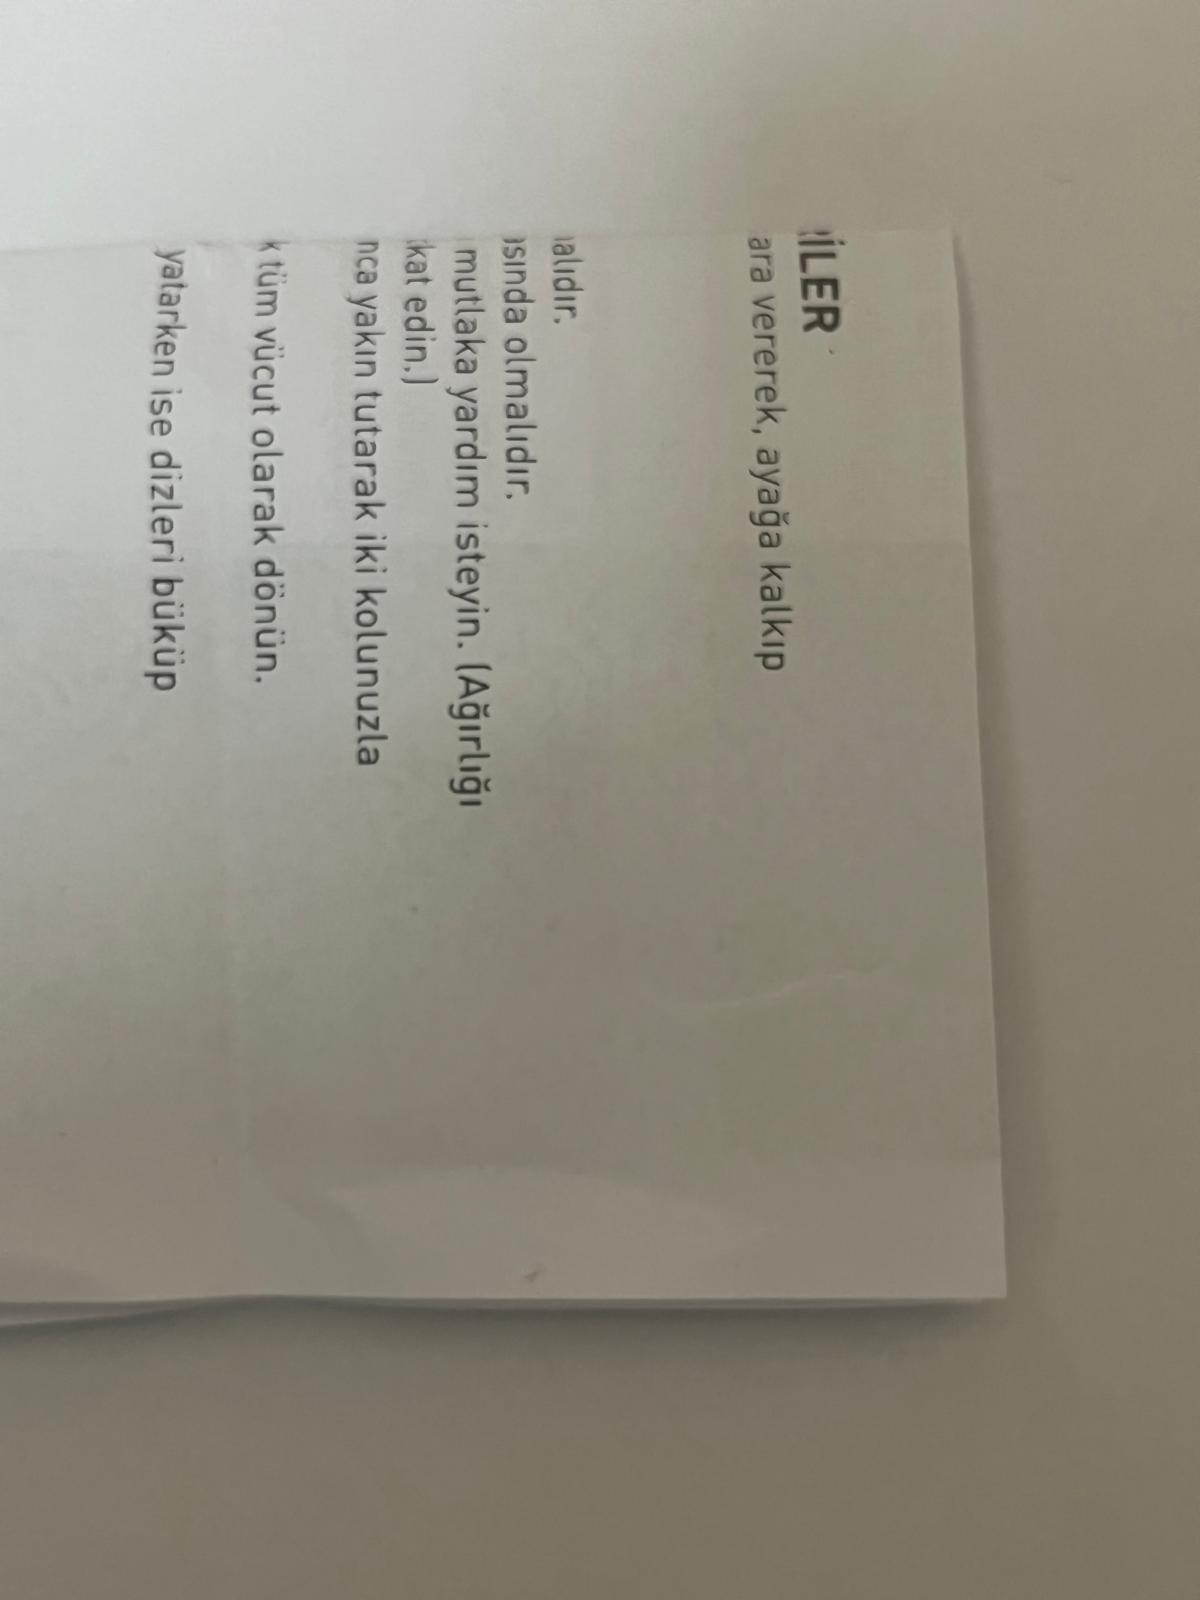 İLER
ara vererek, ayağa kalkıp
alıdır.
asında olmalıdır.
mutlaka yardım isteyin. (Ağırlığı
kat edin.)
nca yakın tutarak iki kolunuzla
k tüm vücut olarak dönün.
yatarken ise dizleri büküp